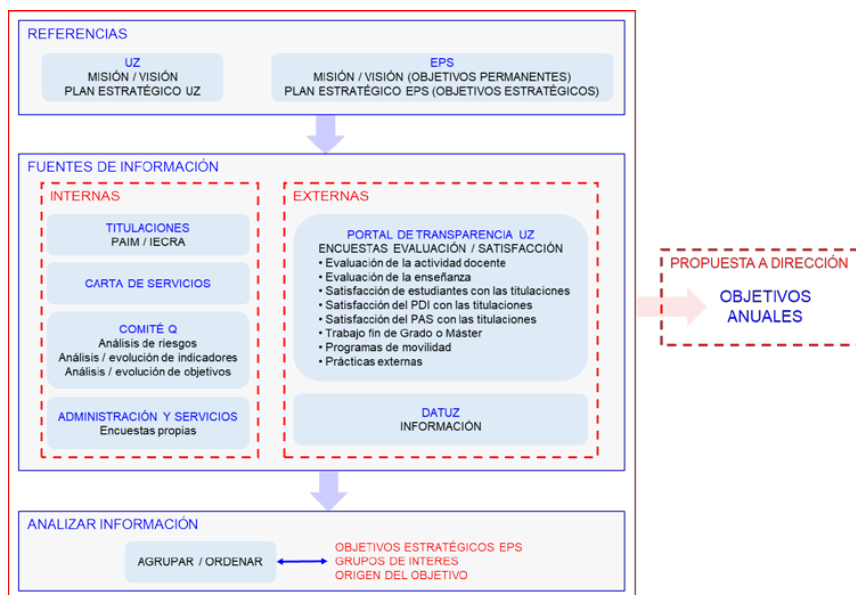 REFERENCIAS
UZ
MISIÓN / VISIÓN
PLAN ESTRATÉGICO UZ
EPS
MISIÓN / VISIÓN (OBJETIVOS PERMANENTES)
PLAN ESTRATÉGICO EPS (OBJETIVOS ESTRATÉGICOS)
FUENTES DE INFORMACIÓN
INTERNAS
TITULACIONES
PAIM / IECRA
CARTA DE SERVICIOS
COMITÉ Q
Análisis de riesgos
Análisis / evolución de indicadores
Análisis / evolución de objetivos
ADMINISTRACIÓN Y SERVICIOS
Encuestas propias
EXTERNAS
PORTAL DE TRANSPARENCIA UZ
ENCUESTAS EVALUACIÓN / SATISFACCIÓN
• Evaluación de la actividad docente
• Evaluación de la enseñanza
• Satisfacción de estudiantes con las titulaciones
• Satisfacción del PDI con las titulaciones
• Satisfacción del PAS con las titulaciones
• Trabajo fin de Grado o Máster
• Programas de movilidad
• Prácticas externas
DATUZ
INFORMACIÓN
ANALIZAR INFORMACIÓN
AGRUPAR / ORDENAR
OBJETIVOS ESTRATÉGICOS EPS
GRUPOS DE INTERES
ORIGEN DEL OBJETIVO
PROPUESTA A DIRECCIÓN
OBJETIVOS
ANUALES